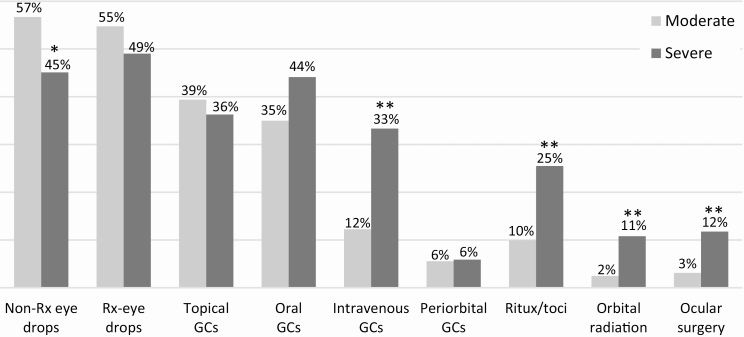 57%
*
45%
55%
49%
39%
36%
35%
44%
12%
**
33%
6%
6%
10%
**
25%
2%
**
11%
3%
**
12%
Moderate
Severe
Non-Rx eye
drops
Rx-eye
drops
Topical
GCs
Oral
GCs
Intravenous
GCs
Periorbital
GCs
Ritux/toci
Orbital
radiation
Ocular
surgery